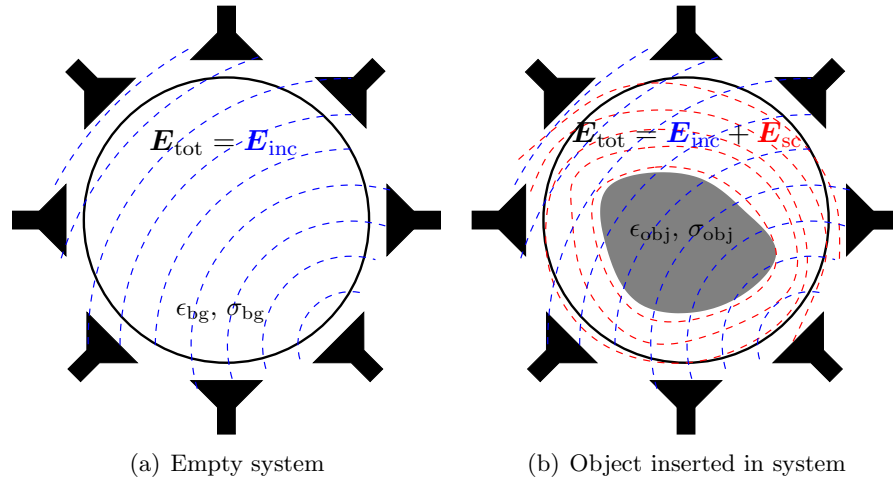 E_tot = E_inc
ϵ_bg, σ_bg
(a) Empty system
E_tot = E_inc + E_sc
ϵ_obj, σ_obj
(b) Object inserted in system